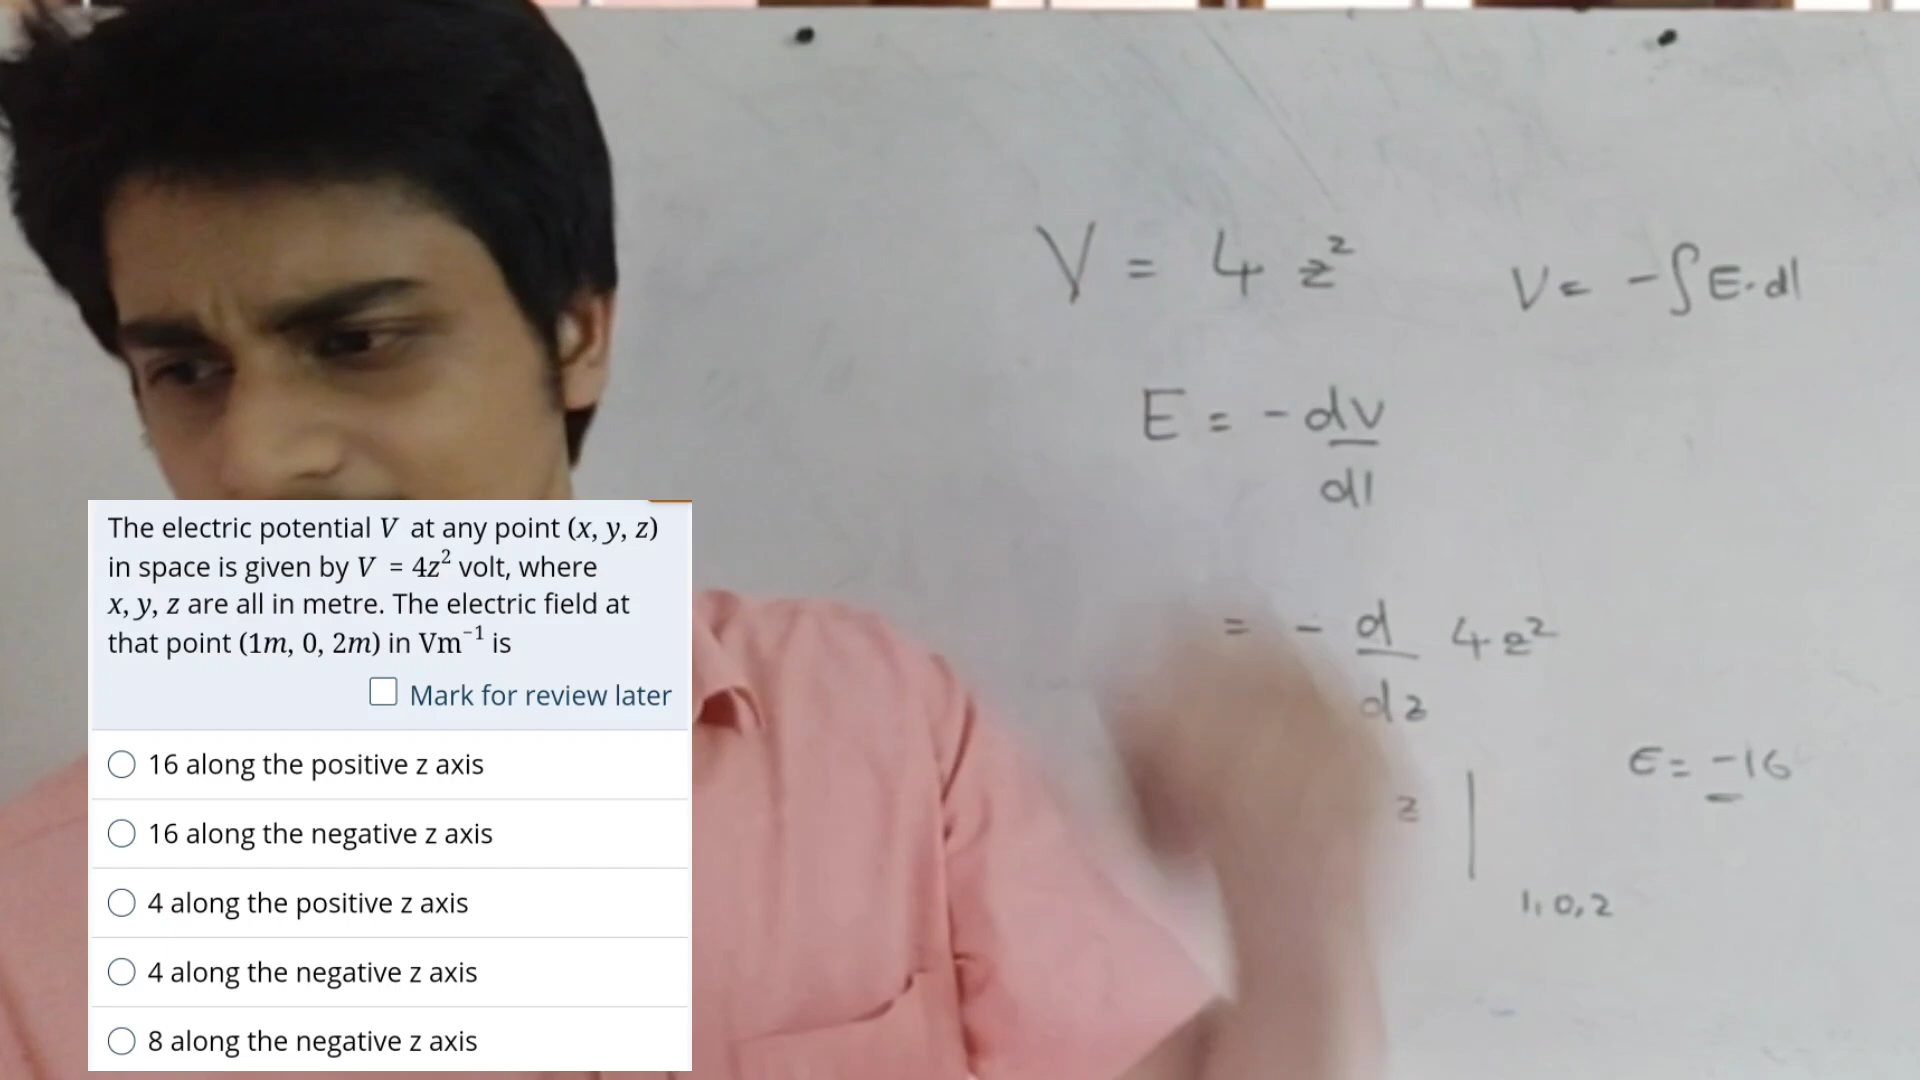 V = 4 z²
V = -∫E.dl
E = - dv/dl
= - d/dz 4z²
z | 1, 0, 2
E = -16
The electric potential V at any point (x, y, z)
in space is given by V = 4z² volt, where
x, y, z are all in metre. The electric field at
that point (1m, 0, 2m) in Vm⁻¹ is
Mark for review later
16 along the positive z axis
16 along the negative z axis
4 along the positive z axis
4 along the negative z axis
8 along the negative z axis